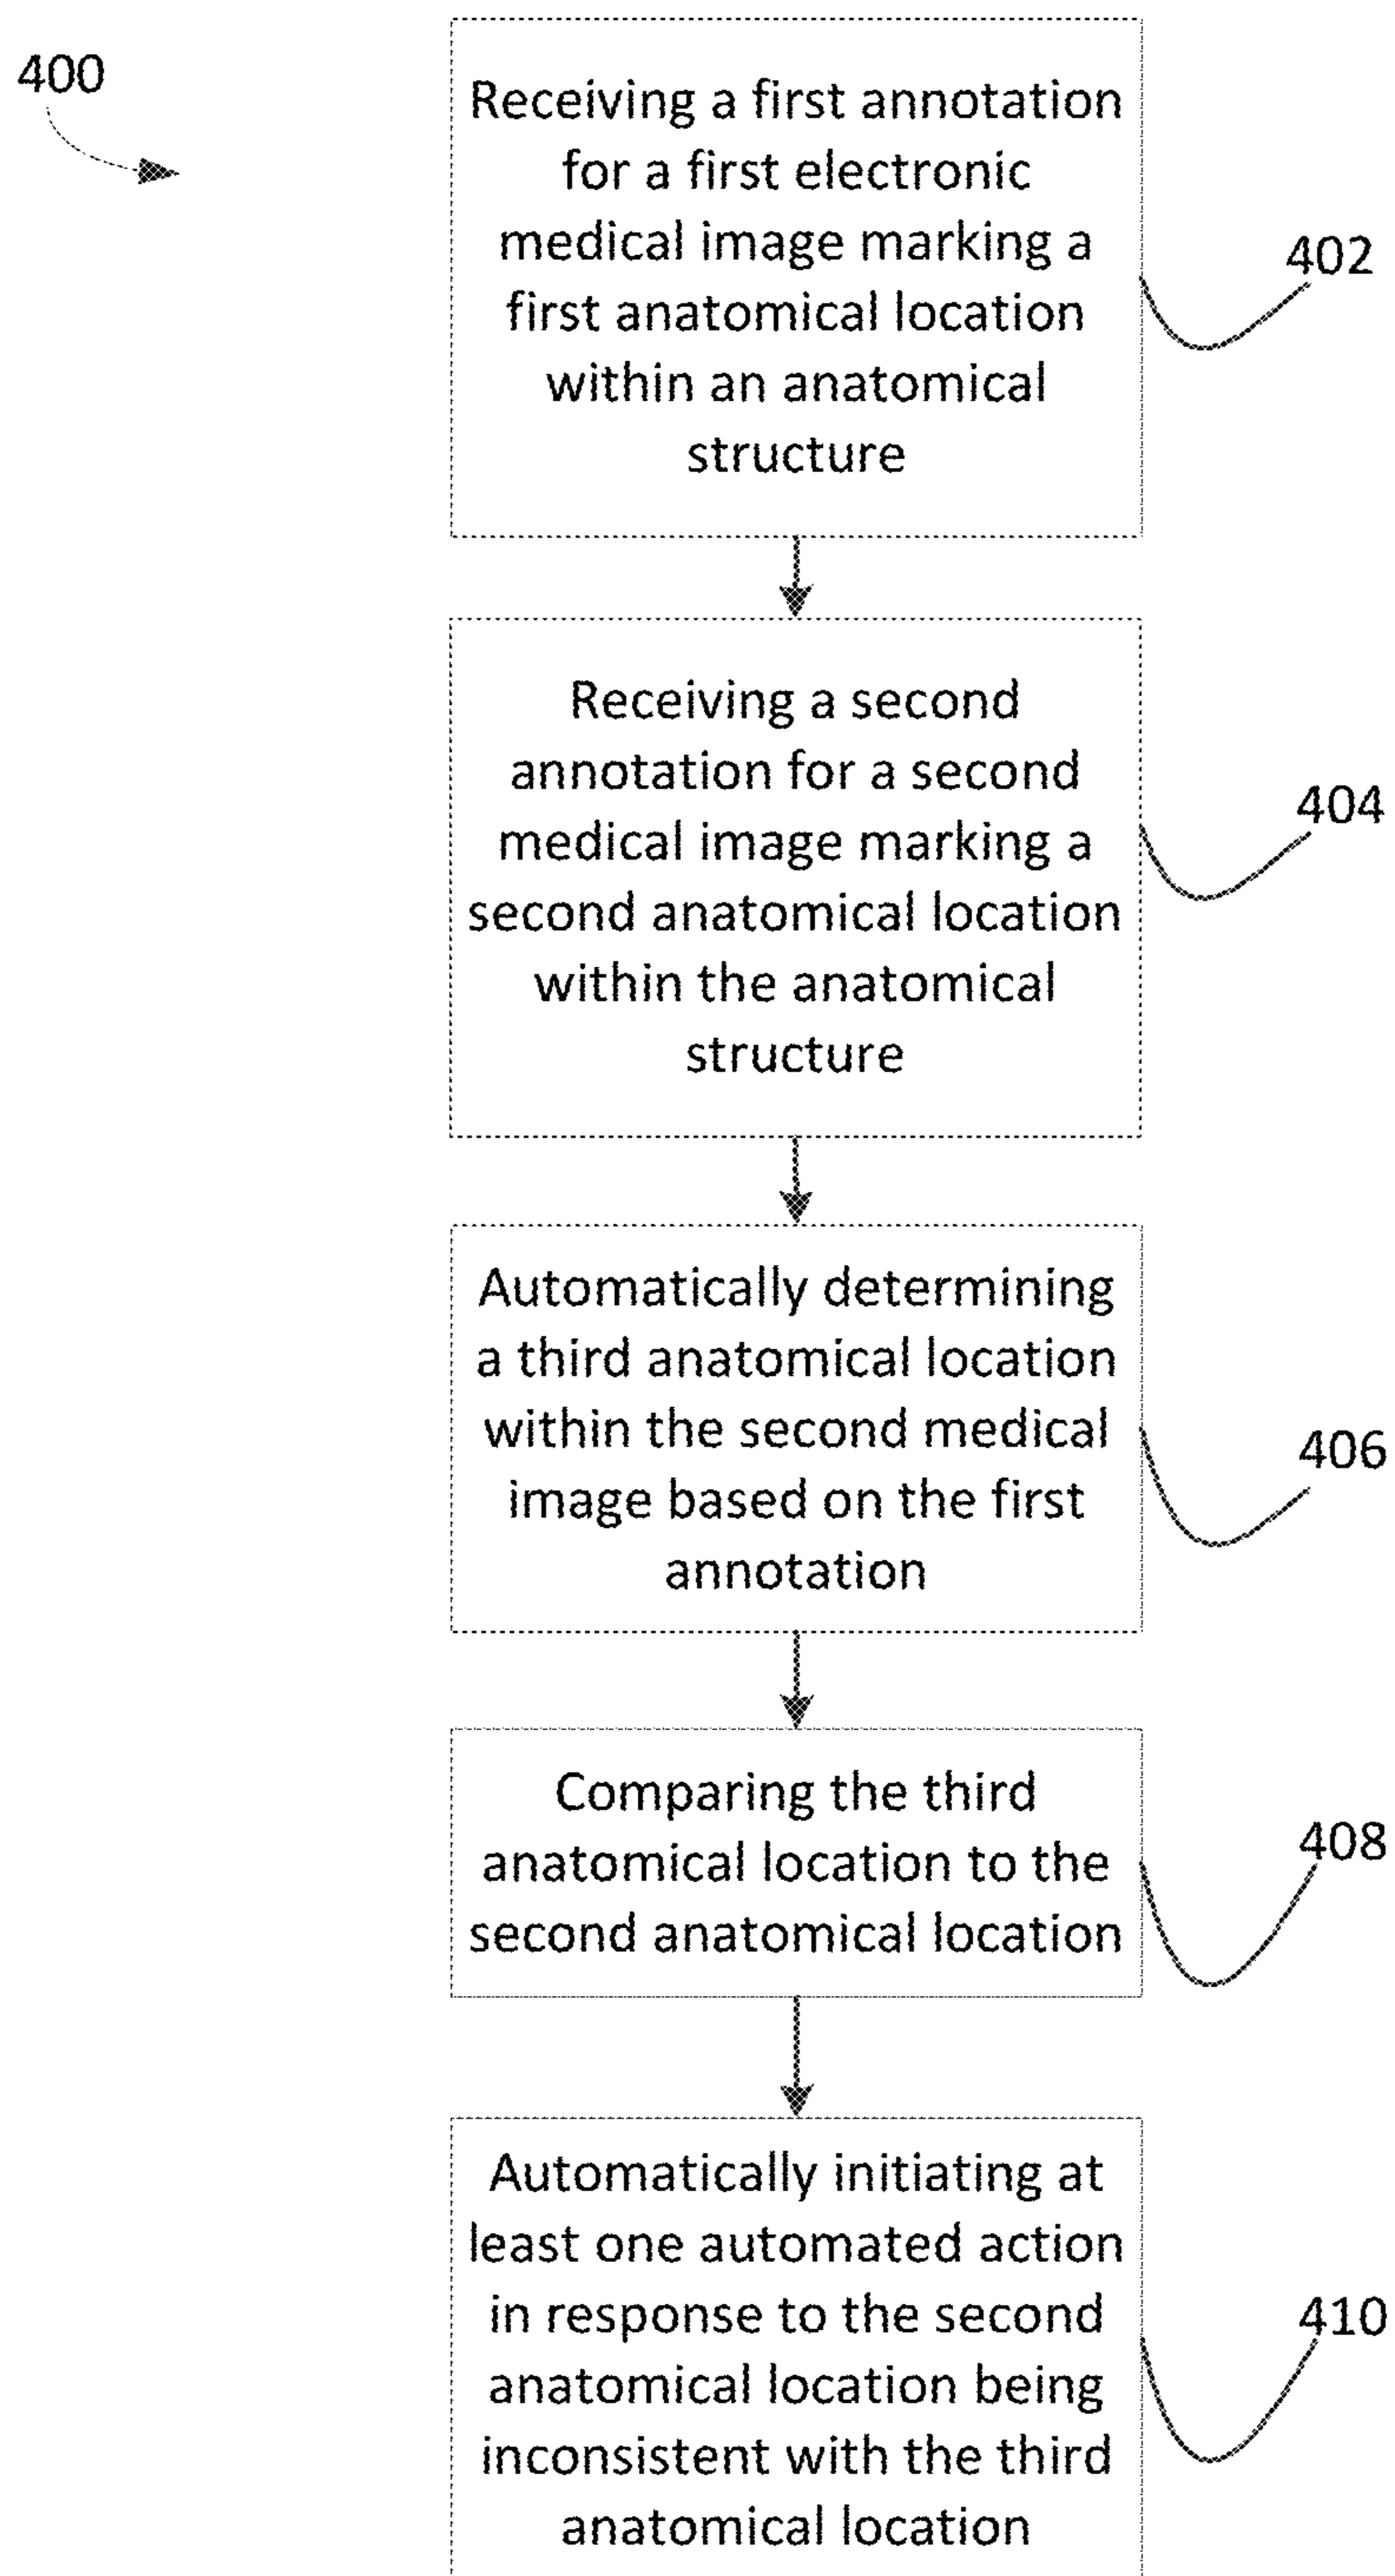 400
Receiving a first annotation
for a first electronic
medical image marking a
first anatomical location
within an anatomical
structure
402
Receiving a second
annotation for a second
medical image marking a
second anatomical location
within the anatomical
structure
404
Automatically determining
a third anatomical location
within the second medical
image based on the first
annotation
406
Comparing the third
anatomical location to the
second anatomical location
408
Automatically initiating at
least one automated action
in response to the second
anatomical location being
inconsistent with the third
anatomical location
410